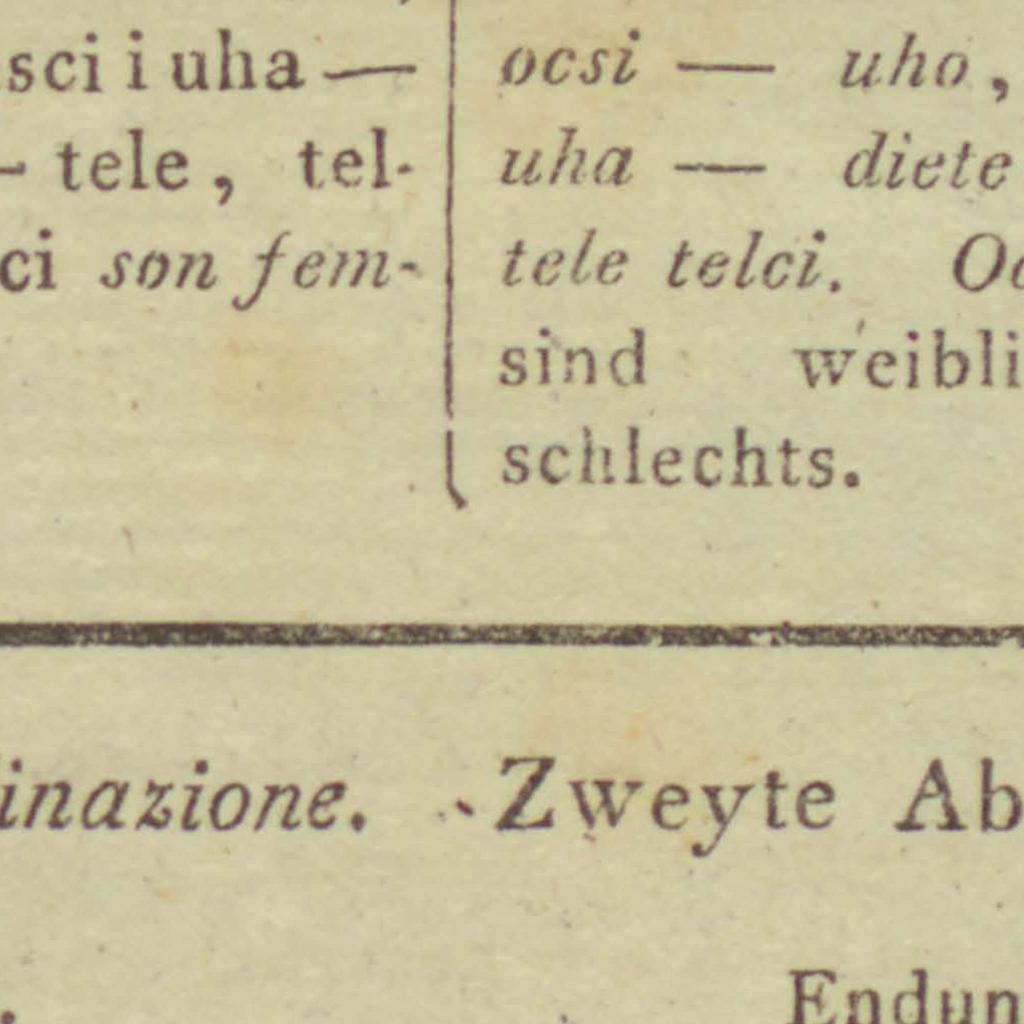 sci i uha —
— tele, tel-
ci son fem-
ocsi — uho,
uha — diete
tele telci. Oc
sind weibli
schlechts.
inazione. Zweyte Ab
Endun